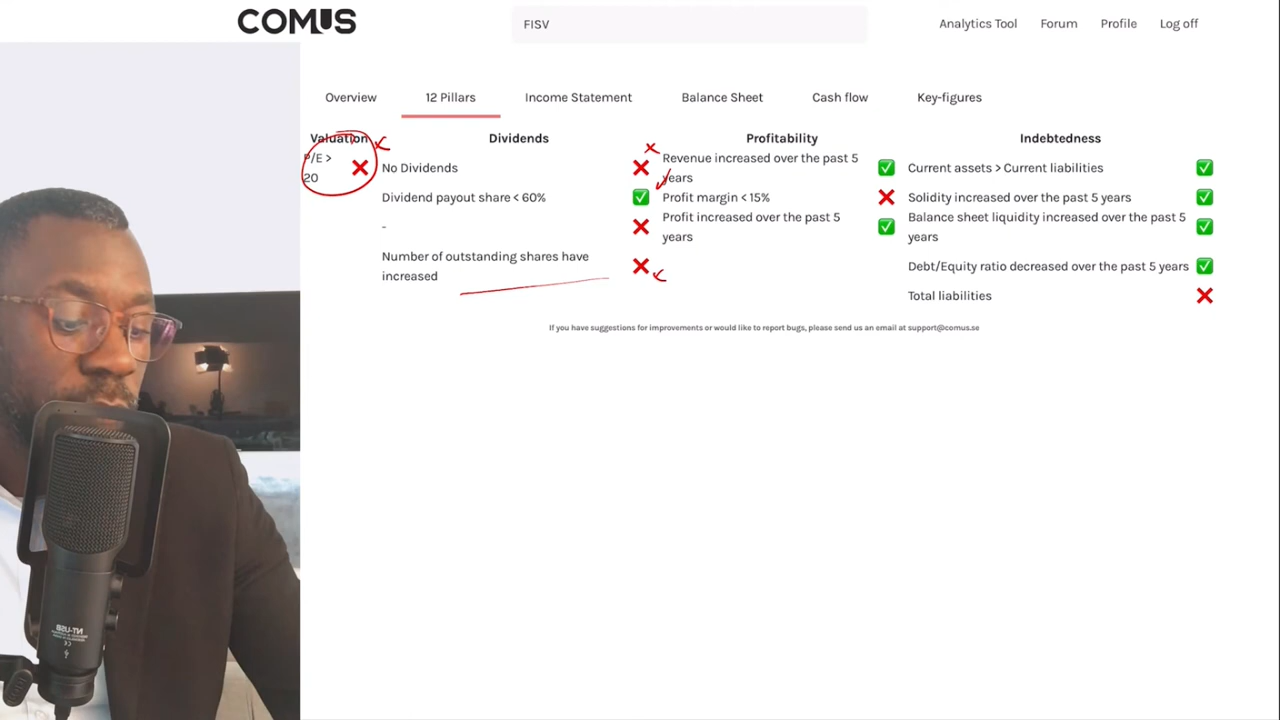 COMUS
FISV
Analytics Tool
Forum
Profile
Log off
Overview
12 Pillars
Income Statement
Balance Sheet
Cash flow
Key-figures
Valuation
P/E >
20
Dividends
No Dividends
Dividend payout share < 60%
-
Number of outstanding shares have
increased
Profitability
Revenue increased over the past 5
years
Profit margin < 15%
Profit increased over the past 5
years
Indebtedness
Current assets > Current liabilities
Solidity increased over the past 5 years
Balance sheet liquidity increased over the past 5
years
Debt/Equity ratio decreased over the past 5 years
Total liabilities
If you have suggestions for improvements or would like to report bugs, please send us an email at support@comus.se
NT-USB